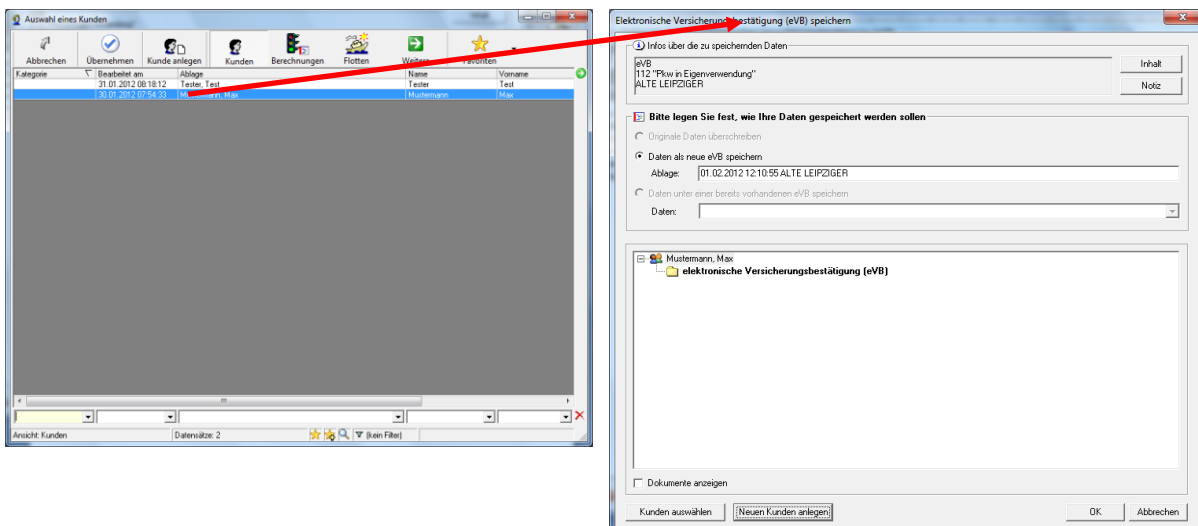 Auswahl eines Kunden
Abbrechen Übernehmen Kunde anlegen Kunden Berechnungen Flotten Weitere Favoriten
Kategorie Bearbeitet am Ablage Name Vorname
31.01.2012 08:18:12 Tester, Test Tester Test
30.01.2012 07:54:33 Max Mustermann Max
Ansicht: Kunden Datensätze: 2 (kein Filter)
Elektronische Versicherungsbestätigung (eVB) speichern
Infos über die zu speichernden Daten
eVB
112 "Pkw in Eigenverwendung"
ALTE LEIPZIGER
Inhalt
Notiz
Bitte legen Sie fest, wie Ihre Daten gespeichert werden sollen
Originale Daten überschreiben
Daten als neue eVB speichern
Ablage: 01.02.2012 12:10:55 ALTE LEIPZIGER
Daten unter einer bereits vorhandenen eVB speichern
Daten:
Mustermann, Max
elektronische Versicherungsbestätigung (eVB)
Dokumente anzeigen
Kunden auswählen Neuen Kunden anlegen OK Abbrechen